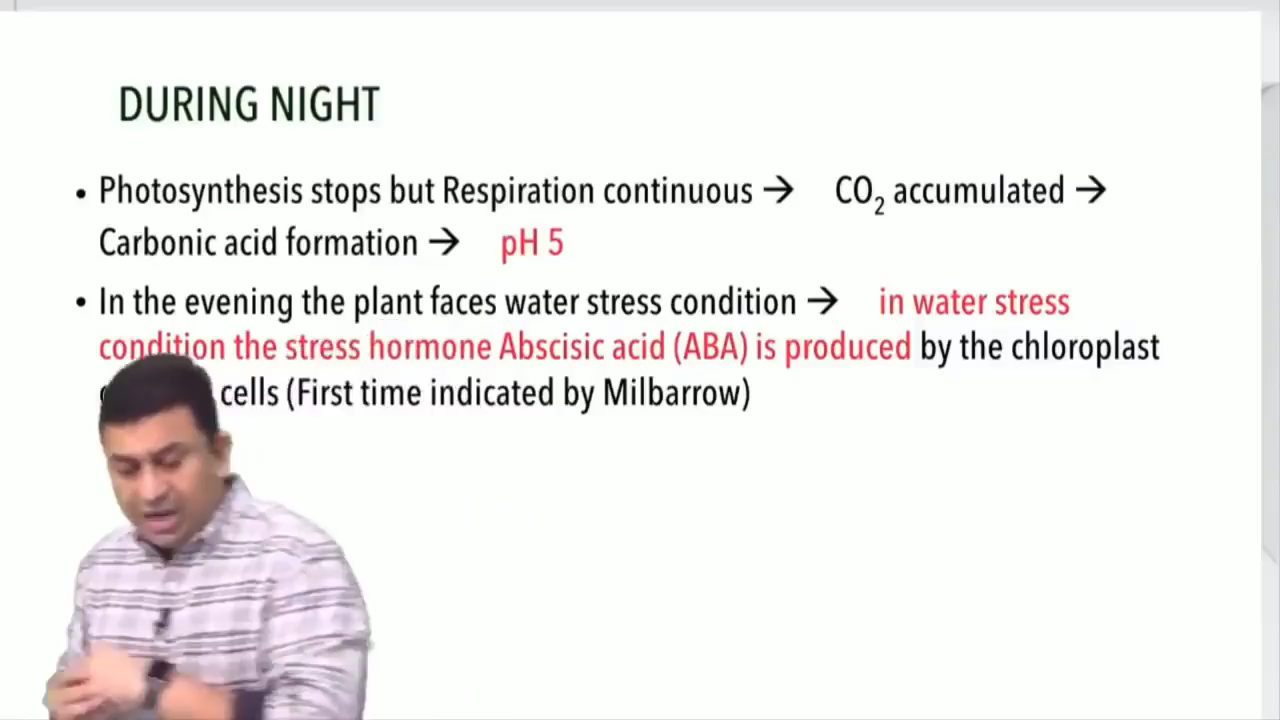 DURING NIGHT
• Photosynthesis stops but Respiration continuous → CO₂ accumulated →
Carbonic acid formation → pH 5
• In the evening the plant faces water stress condition → in water stress
condition the stress hormone Abscisic acid (ABA) is produced by the chloroplast
cells (First time indicated by Milbarrow)